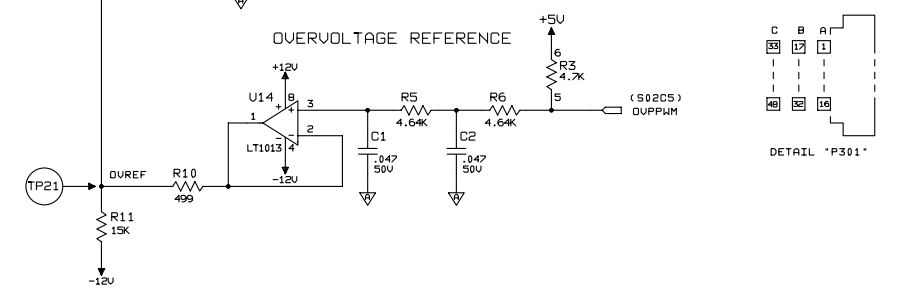 A
OVERVOLTAGE REFERENCE
+5V
6
R3
4.7K
5
(S02C5)
OVPPWM
+12V
U14
8
+
+
3
1
-
2
-
LT1013
4
-12V
R5
4.64K
R6
4.64K
C1
.047
50V
A
C2
.047
50V
A
TP21
OVREF
R10
499
R11
15K
-12V
C B A
33 17 1
48 32 16
DETAIL "P301"